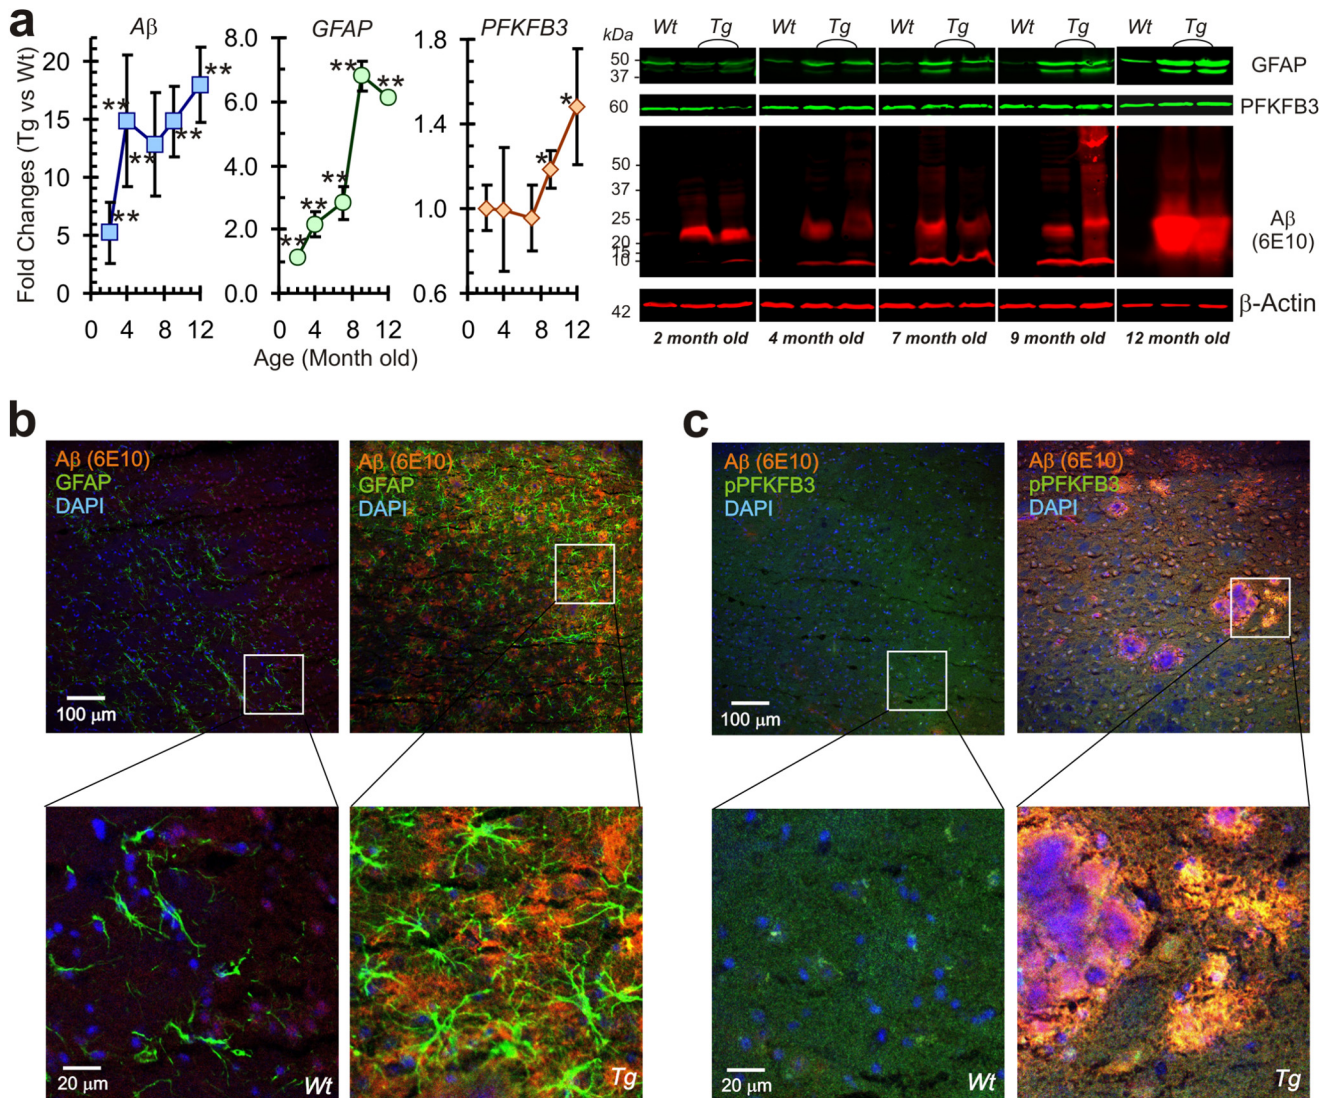 a
Aβ
GFAP
PFKFB3
Fold Changes (Tg vs Wt)
20
15
10
5
0
8.0
6.0
4.0
2.0
0.0
1.8
1.4
1.0
0.6
** ** ** ** **
** ** ** ** **
* *
0 4 8 12
0 4 8 12
0 4 8 12
Age (Month old)
kDa
Wt Tg Wt Tg Wt Tg Wt Tg Wt Tg
50
37
GFAP
60
PFKFB3
50
37
25
20
15
10
Aβ
(6E10)
42
β-Actin
2 month old 4 month old 7 month old 9 month old 12 month old
b
Aβ (6E10)
GFAP
DAPI
100 μm
Aβ (6E10)
GFAP
DAPI
20 μm
Wt
Tg
c
Aβ (6E10)
pPFKFB3
DAPI
100 μm
Aβ (6E10)
pPFKFB3
DAPI
20 μm
Wt
Tg